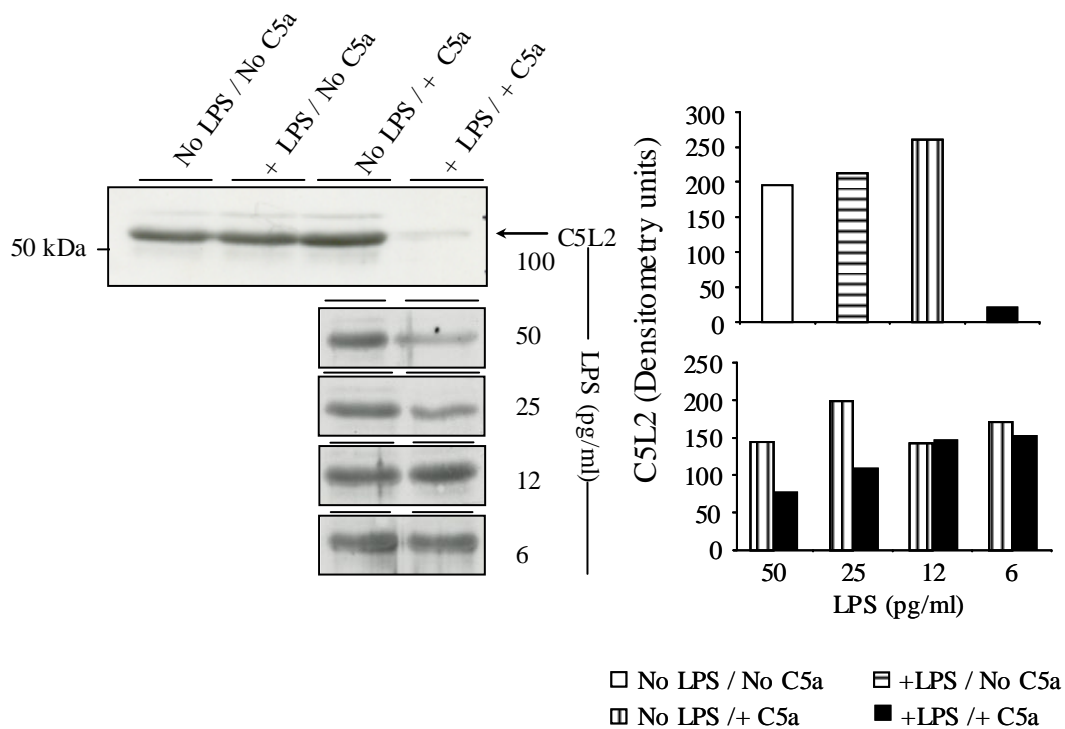 No LPS / No C5a
+ LPS / No C5a
No LPS / + C5a
+ LPS / + C5a
50 kDa
C5L2
100
50
25
12
6
LPS (pg/ml)
C5L2 (Densitometry units)
300
250
200
150
100
50
0
250
200
150
100
50
0
50 25 12 6
LPS (pg/ml)
No LPS / No C5a
+LPS / No C5a
No LPS /+ C5a
+LPS /+ C5a